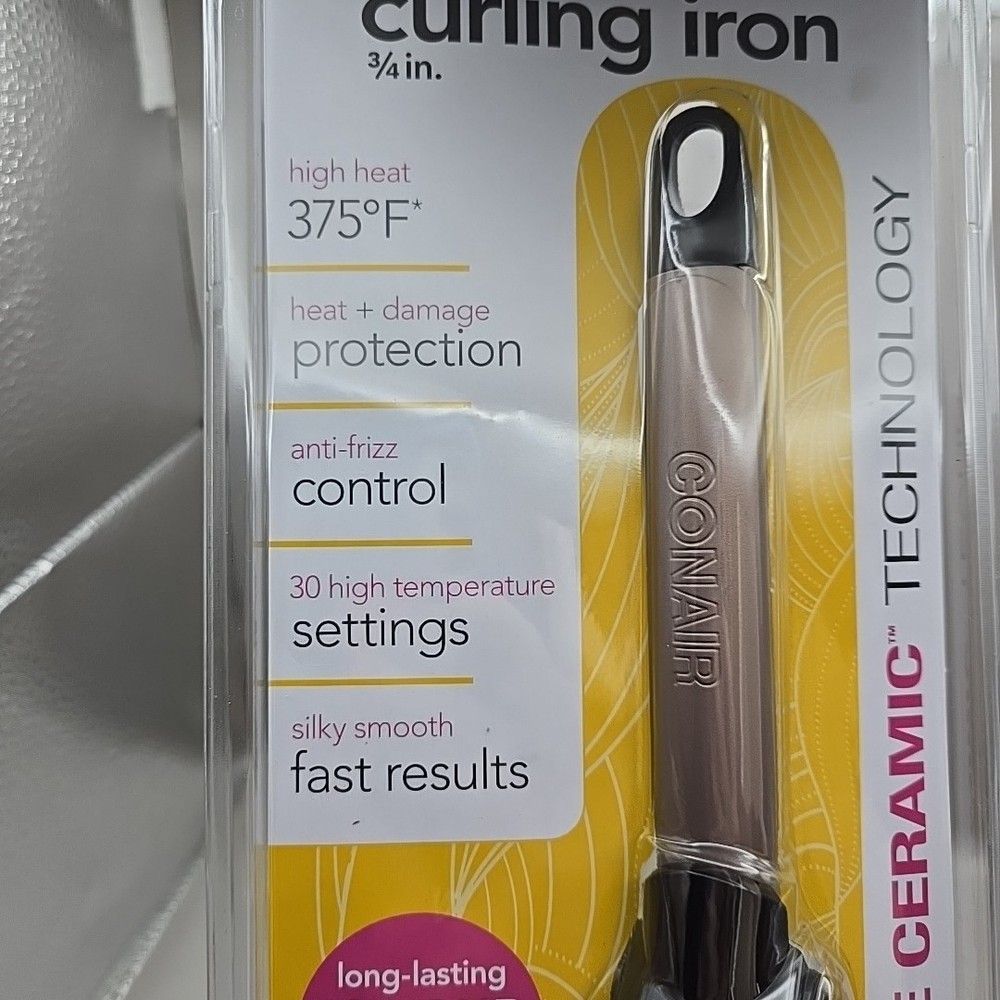 curling iron
3/4 in.
high heat
375°F*
heat + damage
protection
anti-frizz
control
30 high temperature
settings
silky smooth
fast results
long-lasting
CONAIR
E CERAMIC™ TECHNOLOGY